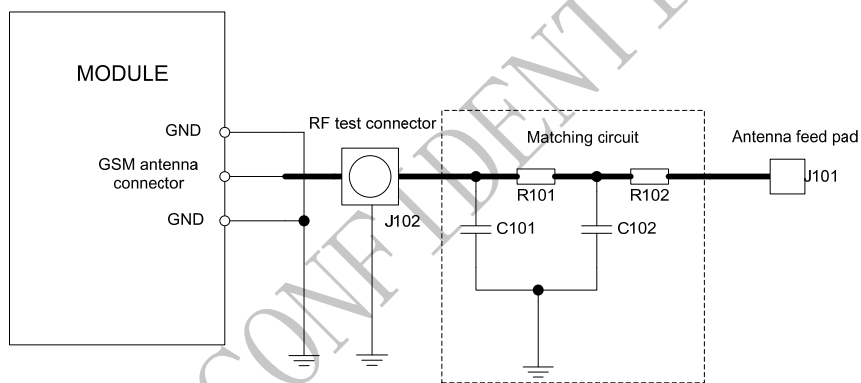 MODULE
GND
GSM antenna
connector
GND
RF test connector
J102
Matching circuit
R101
R102
C101
C102
Antenna feed pad
J101
CONFIDENTI